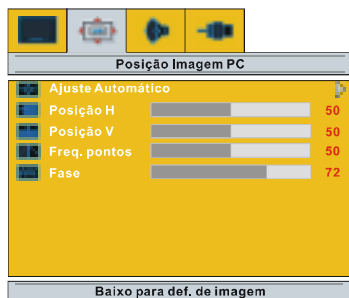 Posição Imagem PC
Ajuste Automático
Posição H 50
Posição V 50
Freq. pontos 50
Fase 72
Baixo para def. de imagem